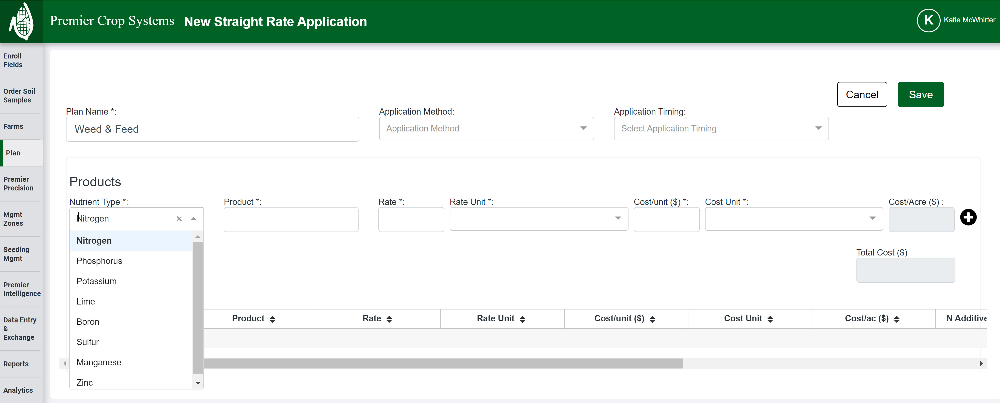 Premier Crop Systems New Straight Rate Application
K Katie McWhirter
Enroll
Fields
Order Soil
Samples
Farms
Plan
Premier
Precision
Mgmt
Zones
Seeding
Mgmt
Premier
Intelligence
Data Entry
&
Exchange
Reports
Analytics
Cancel Save
Plan Name *: Application Method: Application Timing:
Weed & Feed Application Method Select Application Timing
Products
Nutrient Type *: Product *: Rate *: Rate Unit *: Cost/unit ($) *: Cost Unit *: Cost/Acre ($) :
Nitrogen
Nitrogen
Phosphorus
Potassium
Lime
Boron
Sulfur
Manganese
Zinc
Total Cost ($)
Product Rate Rate Unit Cost/unit ($) Cost Unit Cost/ac ($) N Additive